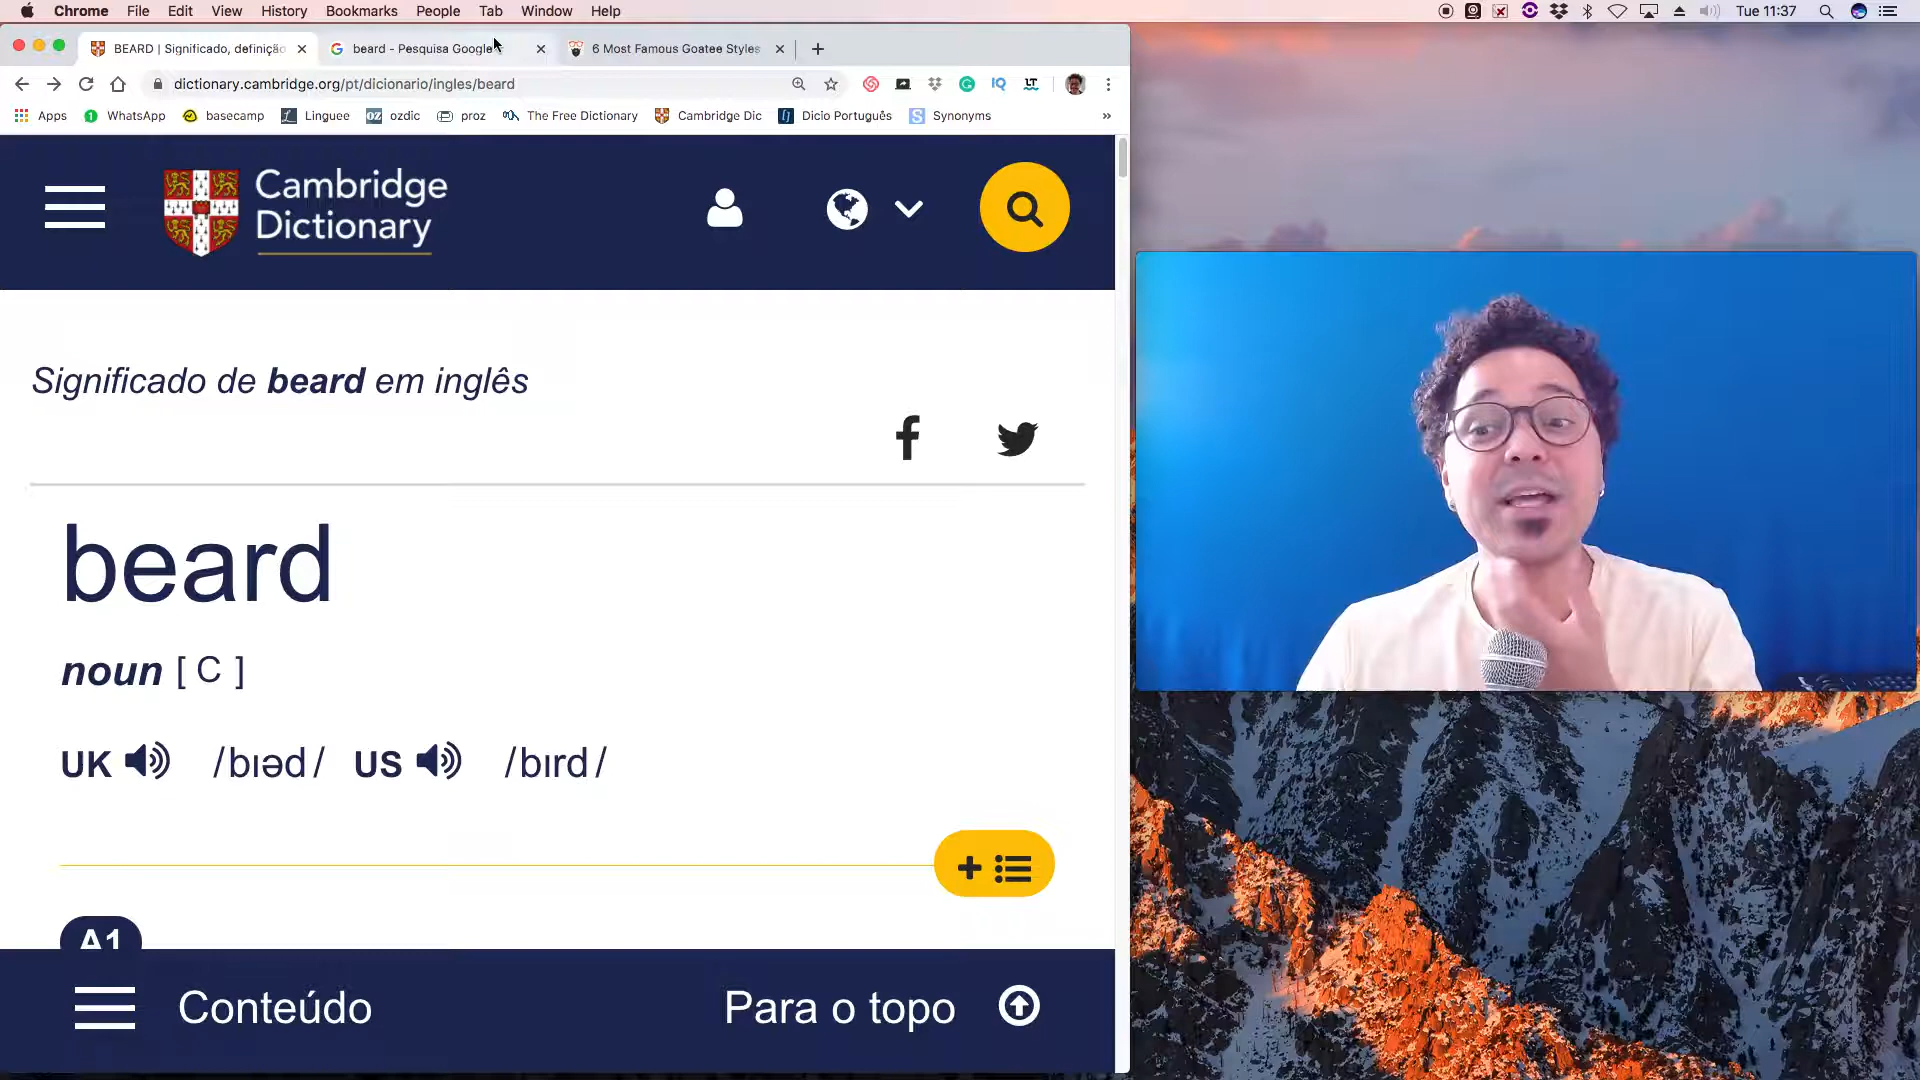 Chrome File Edit View History Bookmarks People Tab Window Help Tue 11:37
BEARD | Significado, definição beard - Pesquisa Google 6 Most Famous Goatee Styles
dictionary.cambridge.org/pt/dicionario/ingles/beard
Apps WhatsApp basecamp Linguee ozdic proz The Free Dictionary Cambridge Dic Dicio Português Synonyms »
Cambridge
Dictionary
Significado de beard em inglês
beard
noun [ C ]
UK /bɪəd/ US /bɪrd/
A1
Conteúdo Para o topo